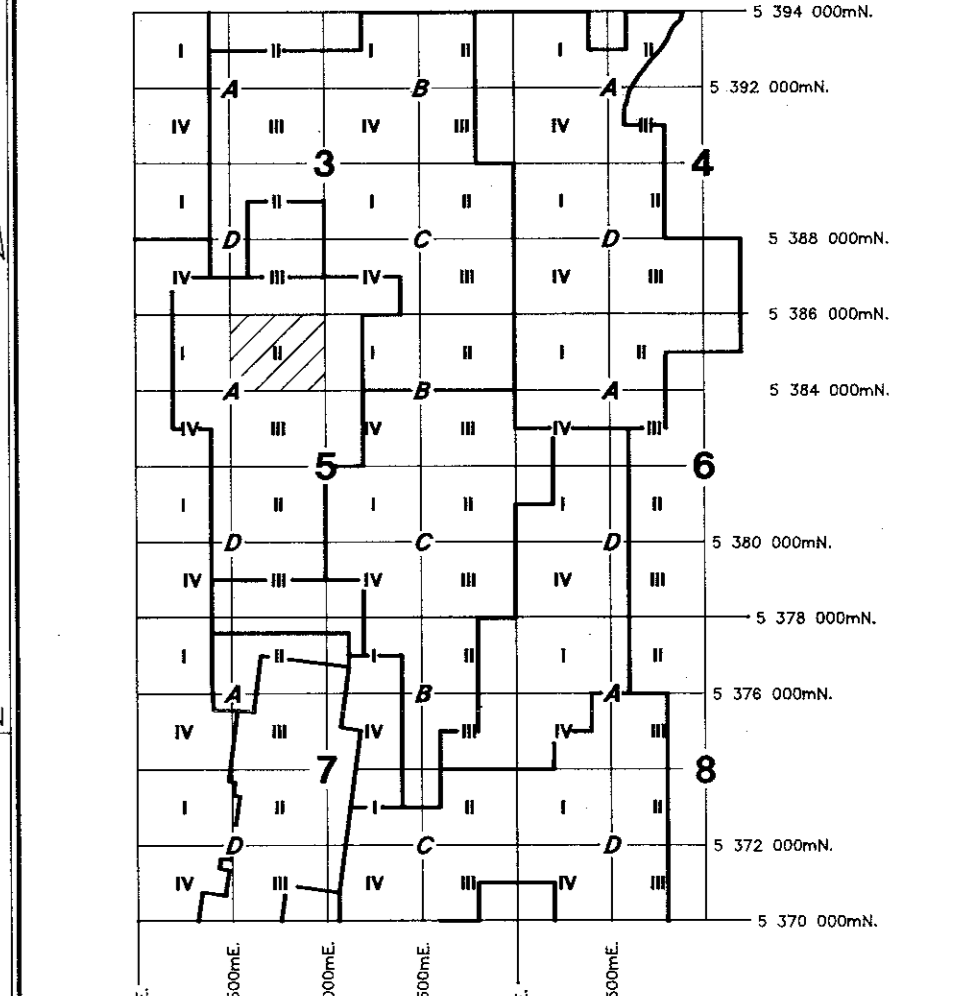 5 394 000mN.
I II I II I II
A B A 5 392 000mN.
IV III IV III IV III
3 4
I II I II I II
D C D 5 388 000mN.
IV III IV III IV III
5 386 000mN.
I II I II I II
A B A 5 384 000mN.
IV III IV III IV III
5 6
I II I II I II
D C D 5 380 000mN.
IV III IV III IV III
5 378 000mN.
I II I II I II
A B A 5 376 000mN.
IV III IV III IV III
7 8
I II I II I II
D C D 5 372 000mN.
IV III IV III IV III
5 370 000mN.
E. 500mE. 000mE. 500mE. E. 500mE.